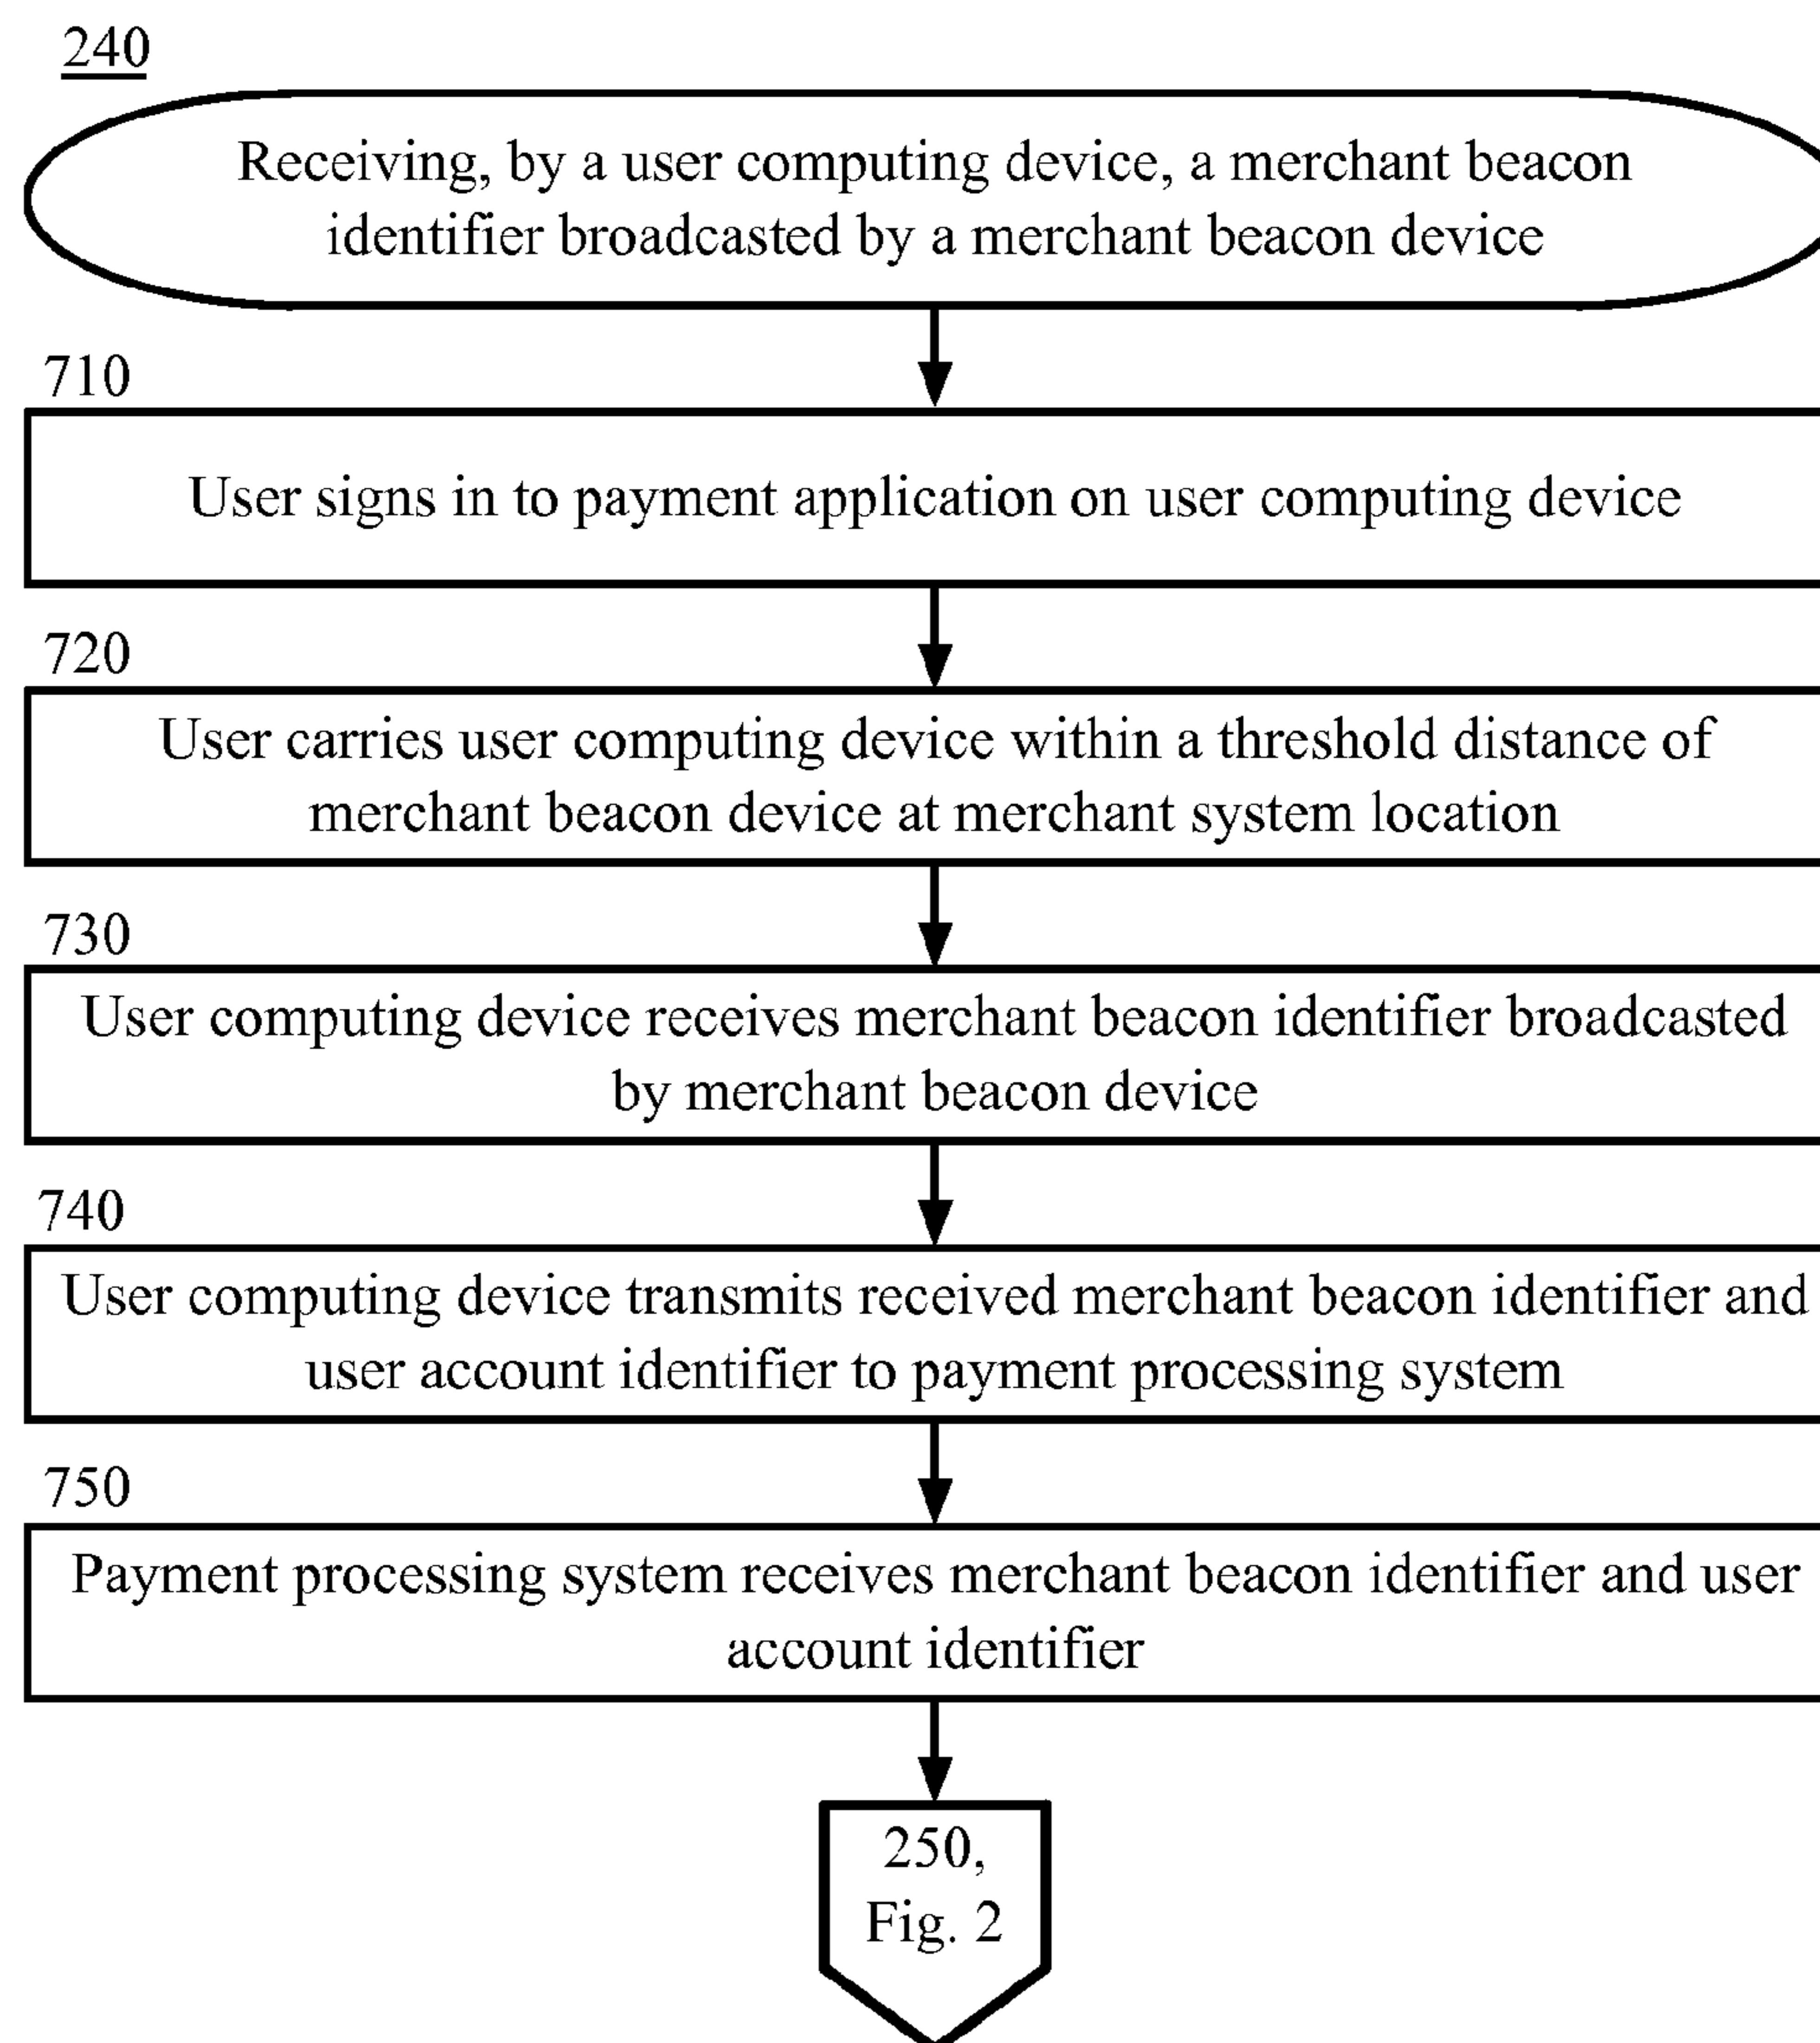 240
Receiving, by a user computing device, a merchant beacon
identifier broadcasted by a merchant beacon device
710
User signs in to payment application on user computing device
720
User carries user computing device within a threshold distance of
merchant beacon device at merchant system location
730
User computing device receives merchant beacon identifier broadcasted
by merchant beacon device
740
User computing device transmits received merchant beacon identifier and
user account identifier to payment processing system
750
Payment processing system receives merchant beacon identifier and user
account identifier
250,
Fig. 2